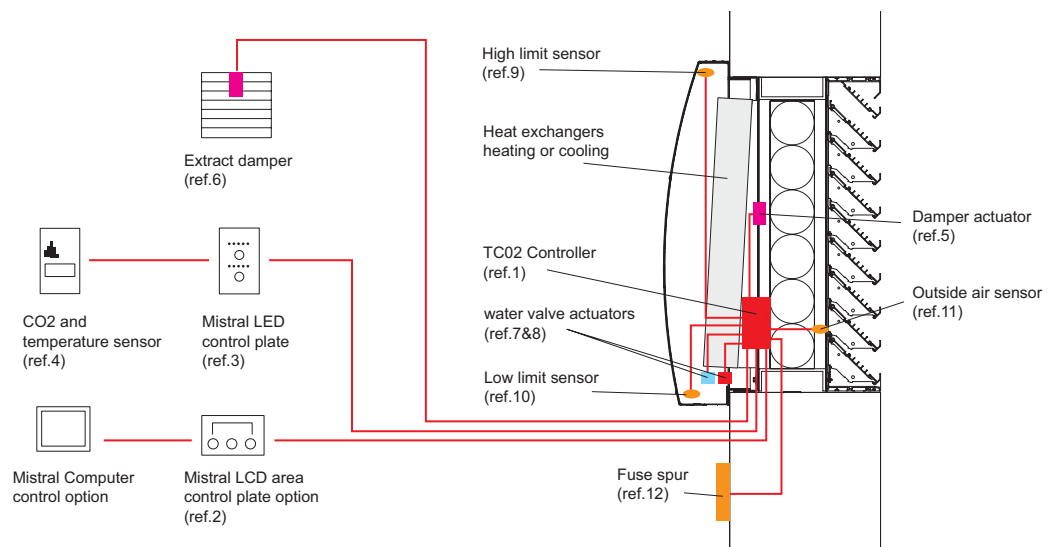 High limit sensor
(ref.9)
Heat exchangers
heating or cooling
Extract damper
(ref.6)
Damper actuator
(ref.5)
TC02 Controller
(ref.1)
Outside air sensor
(ref.11)
water valve actuators
(ref.7&8)
CO2 and
temperature sensor
(ref.4)
Mistral LED
control plate
(ref.3)
Low limit sensor
(ref.10)
Mistral Computer
control option
Mistral LCD area
control plate option
(ref.2)
Fuse spur
(ref.12)